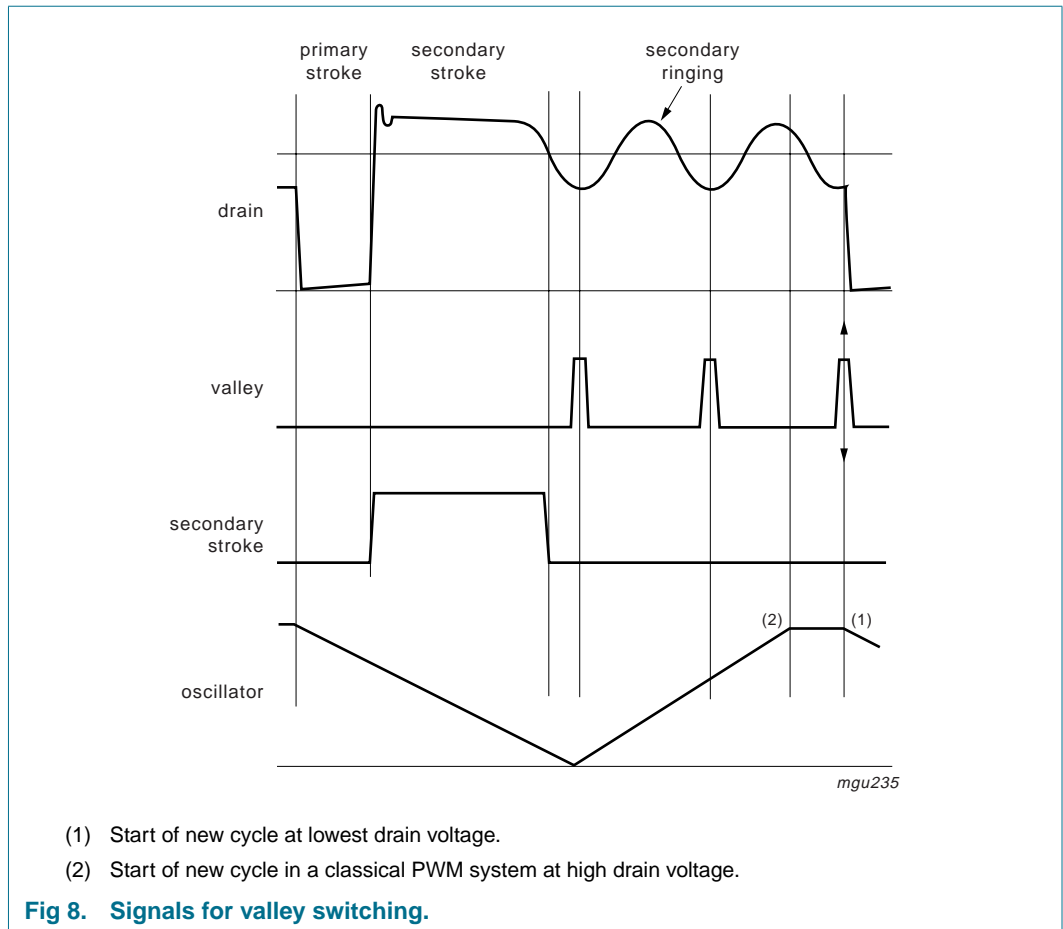 primary
stroke
secondary
stroke
secondary
ringing
drain
valley
secondary
stroke
(2)
(1)
oscillator
mgu235
(1) Start of new cycle at lowest drain voltage.
(2) Start of new cycle in a classical PWM system at high drain voltage.
Fig 8. Signals for valley switching.